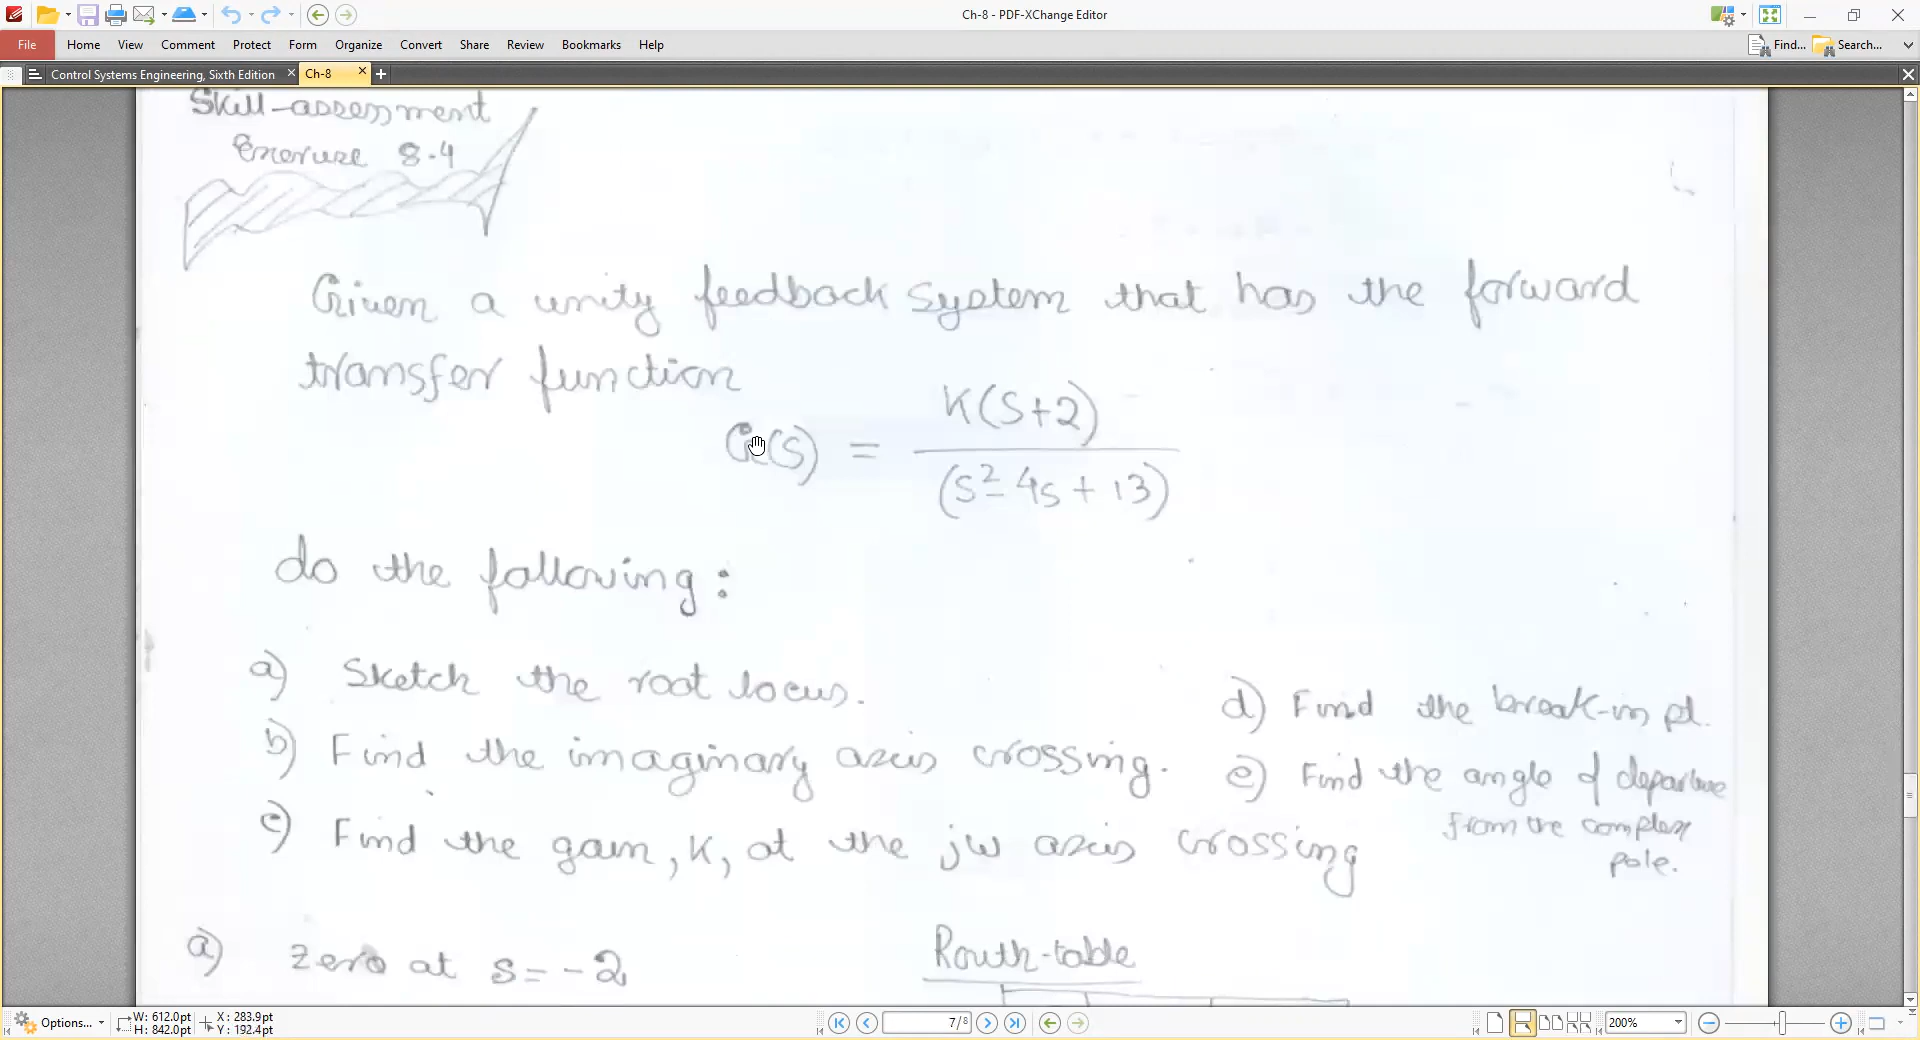 Ch-8 - PDF-XChange Editor
File Home View Comment Protect Form Organize Convert Share Review Bookmarks Help
Find... Search...
Control Systems Engineering, Sixth Edition Ch-8
Skill-assessment
Exercise 8.4
Given a unity feedback system that has the forward
transfer function
G(s) = K(S+2)
(s² - 4s + 13)
do the following:
a) Sketch the root locus.
b) Find the imaginary axis crossing.
c) Find the gain, K, at the jw axis crossing
d) Find the break-in pt.
e) Find the angle of departure
from the complex
pole.
a) Zero at s = -2
Routh-table
Options...
W: 612.0pt
H: 842.0pt
X: 283.9pt
Y: 192.4pt
7/8
200%